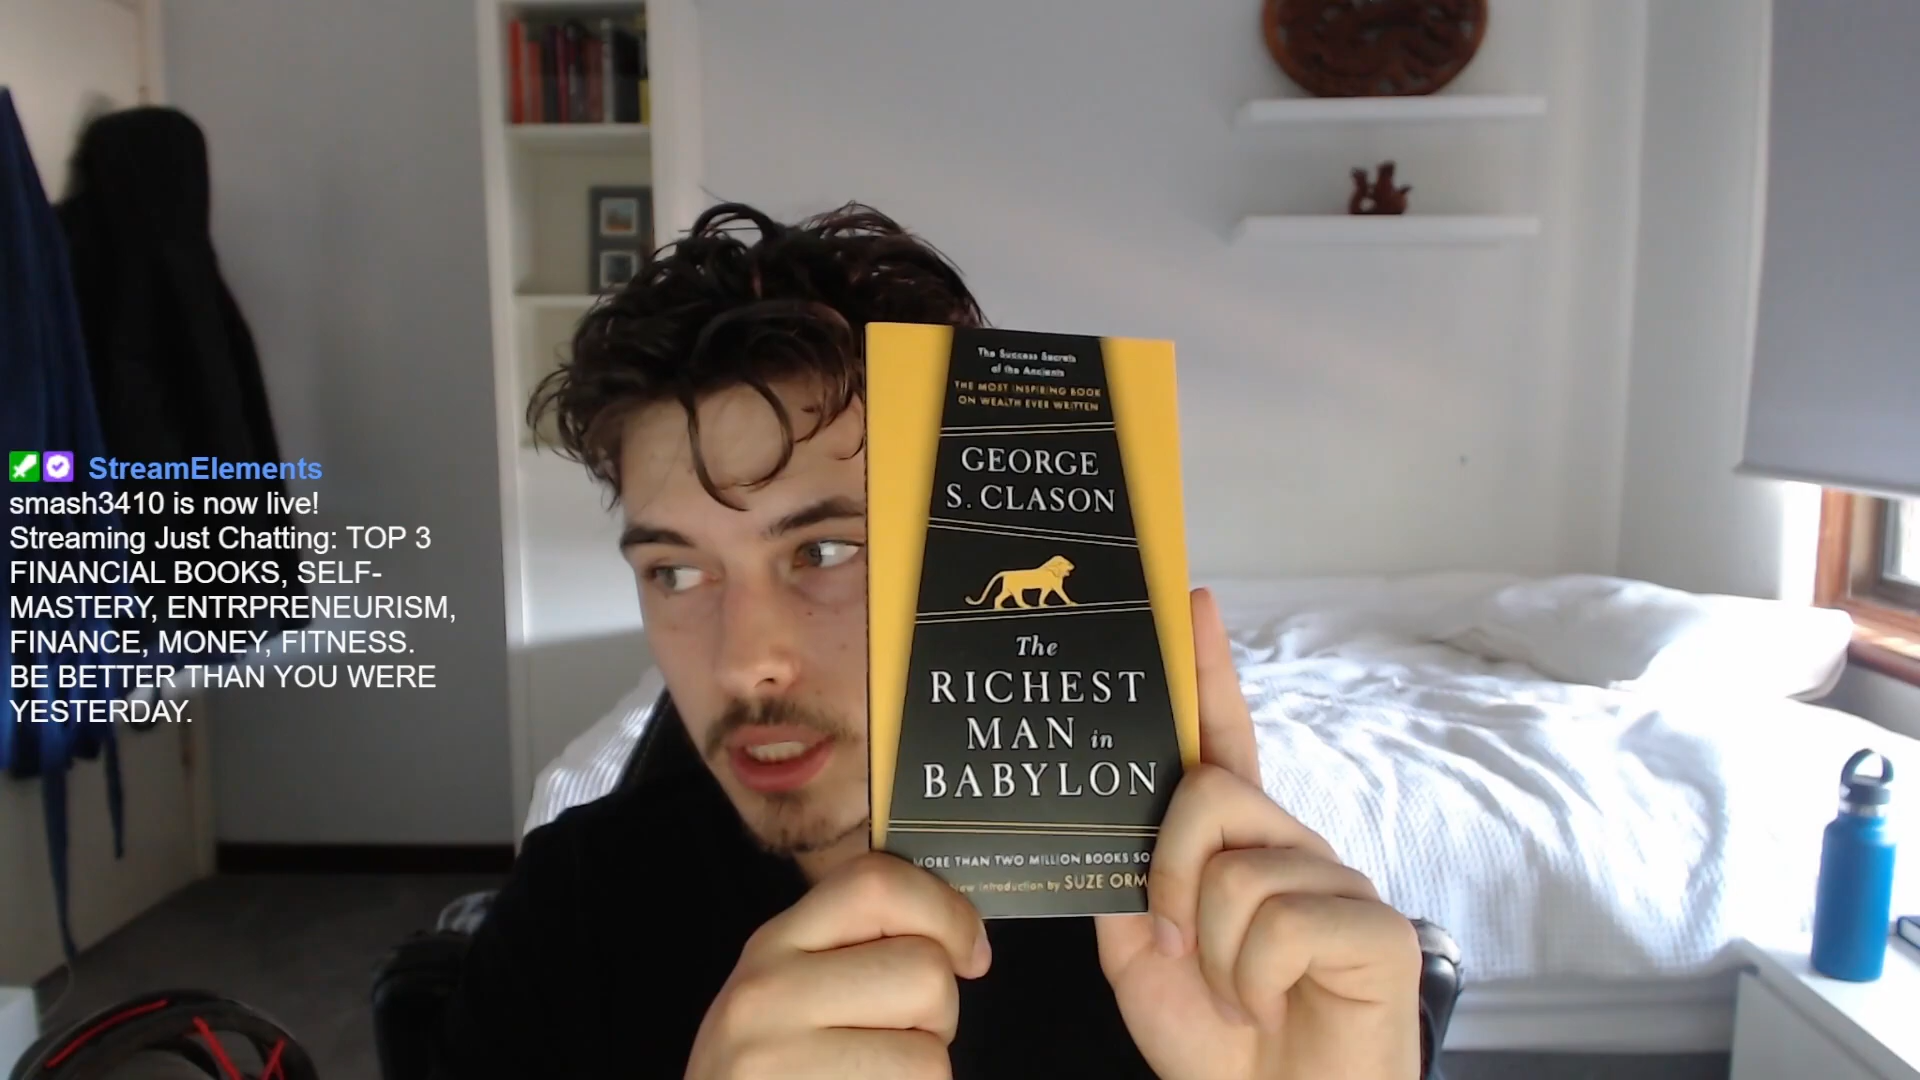 StreamElements
smash3410 is now live!
Streaming Just Chatting: TOP 3
FINANCIAL BOOKS, SELF-
MASTERY, ENTRPRENEURISM,
FINANCE, MONEY, FITNESS.
BE BETTER THAN YOU WERE
YESTERDAY.
The Success Secrets
of the Ancients
THE MOST INSPIRING BOOK
ON WEALTH EVER WRITTEN
GEORGE
S. CLASON
The
RICHEST
MAN in
BABYLON
MORE THAN TWO MILLION BOOKS SO
New introduction by SUZE ORM